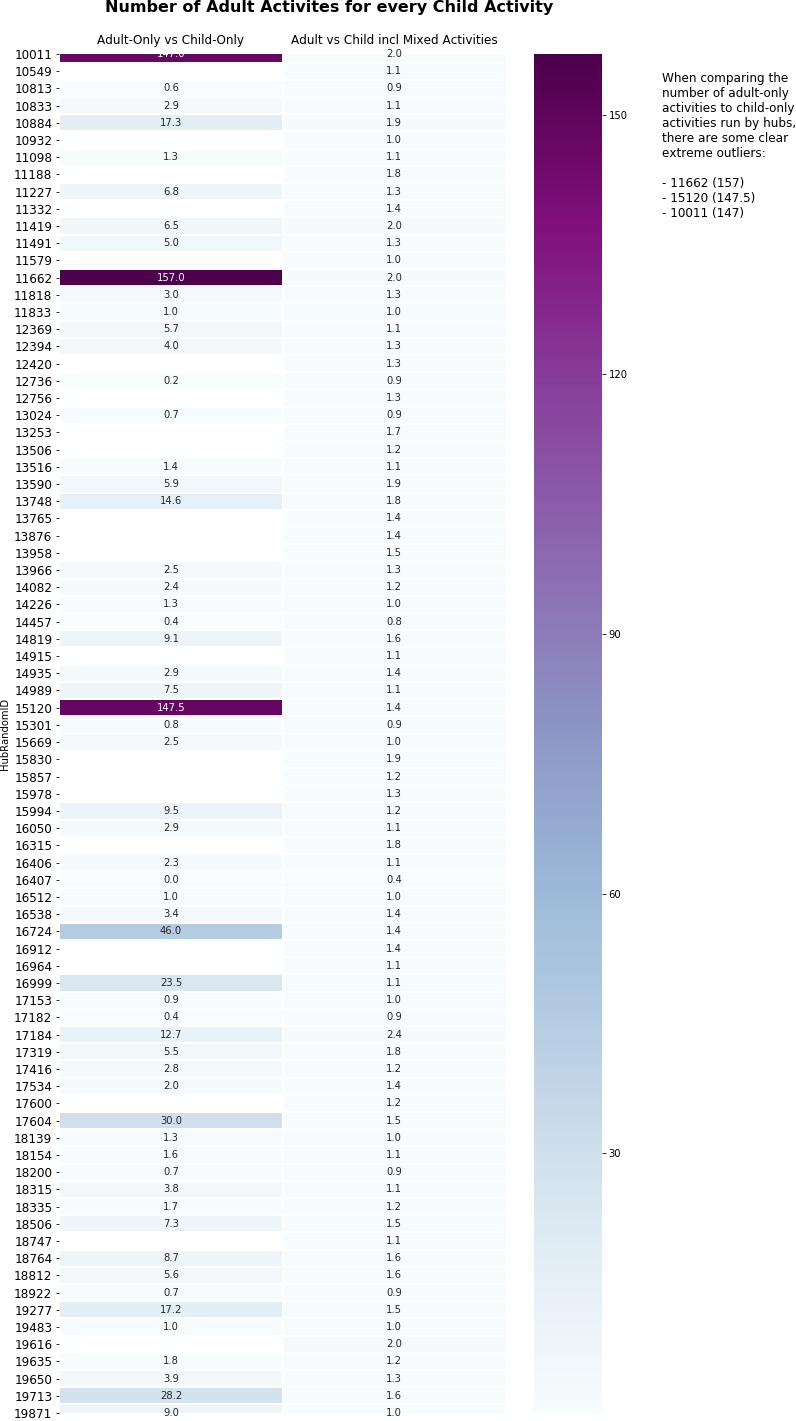 Number of Adult Activites for every Child Activity
Adult-Only vs Child-Only Adult vs Child incl Mixed Activities
10011 147.0 2.0
10549 1.1
10813 0.6 0.9
10833 2.9 1.1
10884 17.3 1.9
10932 1.0
11098 1.3 1.1
11188 1.8
11227 6.8 1.3
11332 1.4
11419 6.5 2.0
11491 5.0 1.3
11579 1.0
11662 157.0 2.0
11818 3.0 1.3
11833 1.0 1.0
12369 5.7 1.1
12394 4.0 1.3
12420 1.3
12736 0.2 0.9
12756 1.3
13024 0.7 0.9
13253 1.7
13506 1.2
13516 1.4 1.1
13590 5.9 1.9
13748 14.6 1.8
13765 1.4
13876 1.4
13958 1.5
13966 2.5 1.3
14082 2.4 1.2
14226 1.3 1.0
14457 0.4 0.8
14819 9.1 1.6
14915 1.1
14935 2.9 1.4
14989 7.5 1.1
15120 147.5 1.4
15301 0.8 0.9
15669 2.5 1.0
15830 1.9
15857 1.2
15978 1.3
15994 9.5 1.2
16050 2.9 1.1
16315 1.8
16406 2.3 1.1
16407 0.0 0.4
16512 1.0 1.0
16538 3.4 1.4
16724 46.0 1.4
16912 1.4
16964 1.1
16999 23.5 1.1
17153 0.9 1.0
17182 0.4 0.9
17184 12.7 2.4
17319 5.5 1.8
17416 2.8 1.2
17534 2.0 1.4
17600 1.2
17604 30.0 1.5
18139 1.3 1.0
18154 1.6 1.1
18200 0.7 0.9
18315 3.8 1.1
18335 1.7 1.2
18506 7.3 1.5
18747 1.1
18764 8.7 1.6
18812 5.6 1.6
18922 0.7 0.9
19277 17.2 1.5
19483 1.0 1.0
19616 2.0
19635 1.8 1.2
19650 3.9 1.3
19713 28.2 1.6
19871 9.0 1.0
HubRandomID
150
120
90
60
30
When comparing the
number of adult-only
activities to child-only
activities run by hubs,
there are some clear
extreme outliers:
- 11662 (157)
- 15120 (147.5)
- 10011 (147)